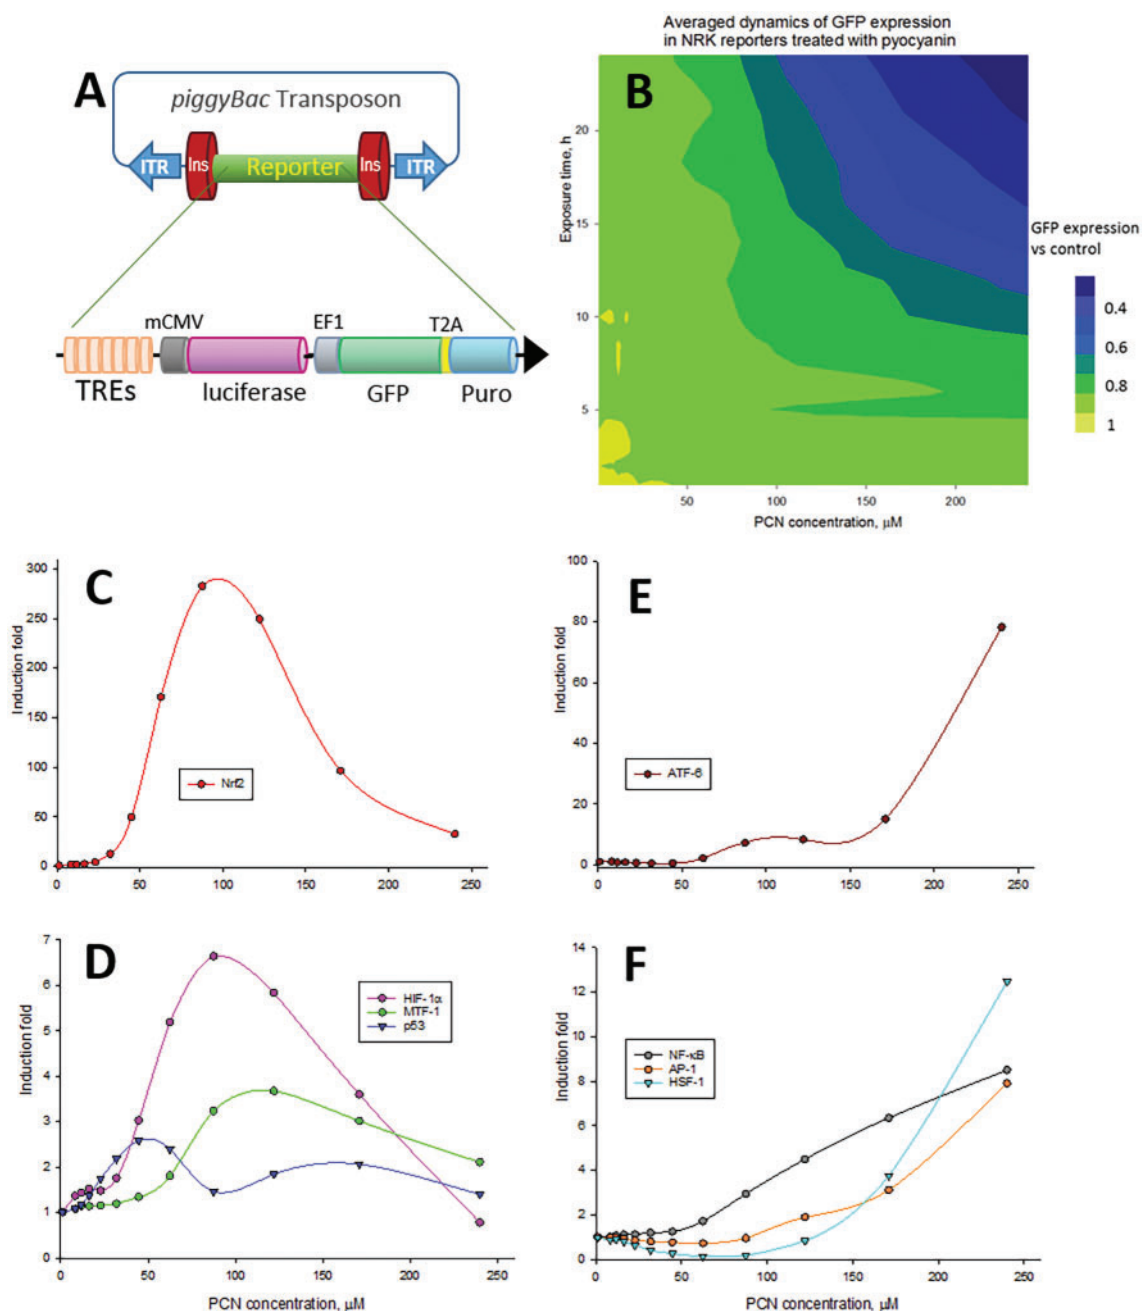 A
piggyBac Transposon
ITR
Ins
Reporter
Ins
ITR
mCMV
EF1
T2A
TREs
luciferase
GFP
Puro
Averaged dynamics of GFP expression
in NRK reporters treated with pyocyanin
B
Exposure time, h
20
15
10
5
50
100
150
200
PCN concentration, μM
GFP expression
vs control
0.4
0.6
0.8
1
C
Induction fold
300
250
200
150
100
50
0
Nrf2
0
50
100
150
200
250
E
Induction fold
100
80
60
40
20
0
ATF-6
0
50
100
150
200
250
D
Induction fold
7
6
5
4
3
2
1
0
HIF-1α
MTF-1
p53
0
50
100
150
200
250
PCN concentration, μM
F
Induction fold
14
12
10
8
6
4
2
0
NF-κB
AP-1
HSF-1
0
50
100
150
200
250
PCN concentration, μM